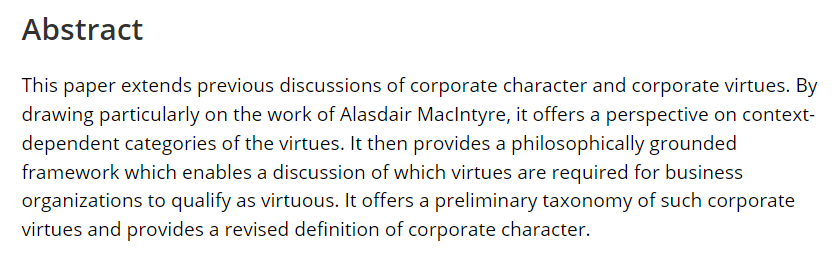 Abstract
This paper extends previous discussions of corporate character and corporate virtues. By
drawing particularly on the work of Alasdair MacIntyre, it offers a perspective on context-
dependent categories of the virtues. It then provides a philosophically grounded
framework which enables a discussion of which virtues are required for business
organizations to qualify as virtuous. It offers a preliminary taxonomy of such corporate
virtues and provides a revised definition of corporate character.